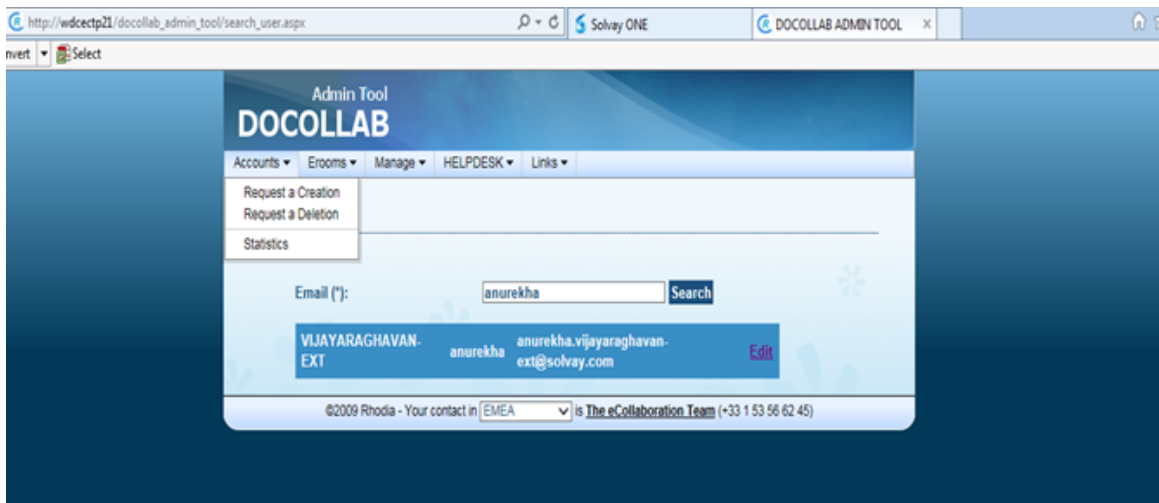 http://wdcectp21/docollab_admin_tool/search_user.aspx
Solvay ONE
DOCOLLAB ADMIN TOOL
nvert
Select
Admin Tool
DOCOLLAB
Accounts Erooms Manage HELPDESK Links
Request a Creation
Request a Deletion
Statistics
Email (*): anurekha Search
VIJAYARAGHAVAN-
EXT
anurekha
anurekha.vijayaraghavan-
ext@solvay.com
Edit
©2009 Rhodia - Your contact in EMEA is The eCollaboration Team (+33 1 53 56 62 45)